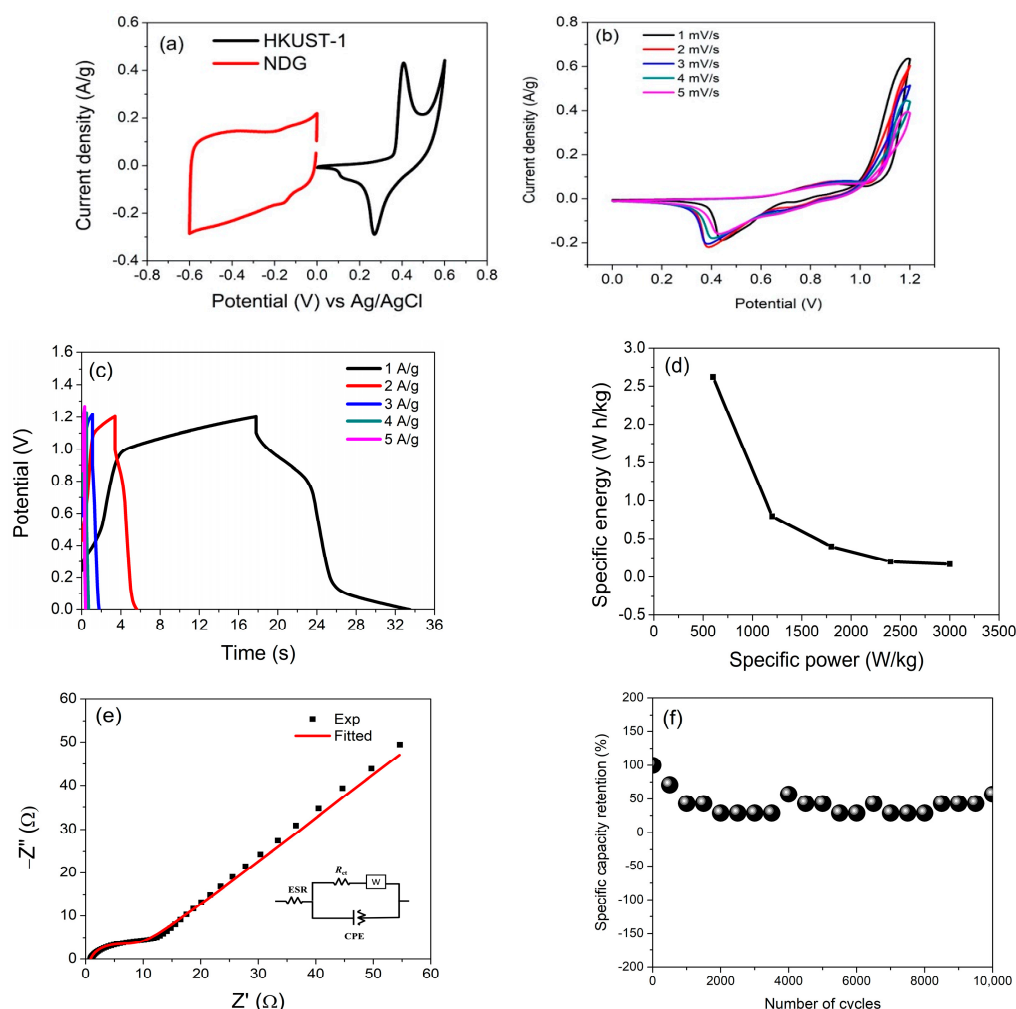 (a)
HKUST-1
NDG
Current density (A/g)
0.6
0.4
0.2
0.0
-0.2
-0.4
-0.8 -0.6 -0.4 -0.2 0.0 0.2 0.4 0.6 0.8
Potential (V) vs Ag/AgCl
(b)
1 mV/s
2 mV/s
3 mV/s
4 mV/s
5 mV/s
Current density (A/g)
0.8
0.6
0.4
0.2
0.0
-0.2
0.0 0.2 0.4 0.6 0.8 1.0 1.2
Potential (V)
(c)
1 A/g
2 A/g
3 A/g
4 A/g
5 A/g
Potential (V)
1.6
1.4
1.2
1.0
0.8
0.6
0.4
0.2
0.0
0 4 8 12 16 20 24 28 32 36
Time (s)
(d)
Specific energy (W h/kg)
3.0
2.5
2.0
1.5
1.0
0.5
0.0
-0.5
0 500 1000 1500 2000 2500 3000 3500
Specific power (W/kg)
(e)
Exp
Fitted
−Z" (Ω)
60
50
40
30
20
10
0
0 10 20 30 40 50 60
Z' (Ω)
ESR
Rct
W
CPE
(f)
Specific capacity retention (%)
200
150
100
50
0
-50
-100
-150
-200
0 2000 4000 6000 8000 10,000
Number of cycles